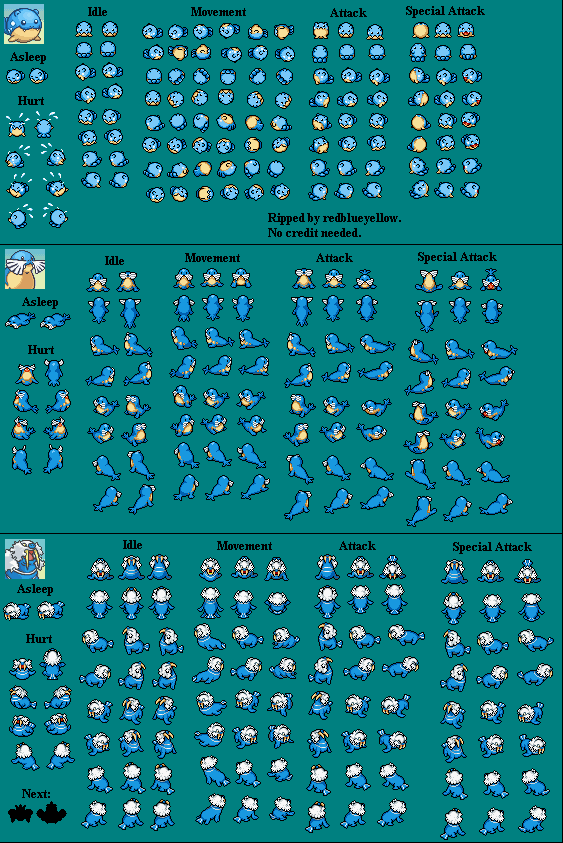 Idle
Movement
Attack
Special Attack
Asleep
Hurt
Ripped by redblueyellow.
No credit needed.
Idle
Movement
Attack
Special Attack
Asleep
Hurt
Idle
Movement
Attack
Special Attack
Asleep
Hurt
Next: